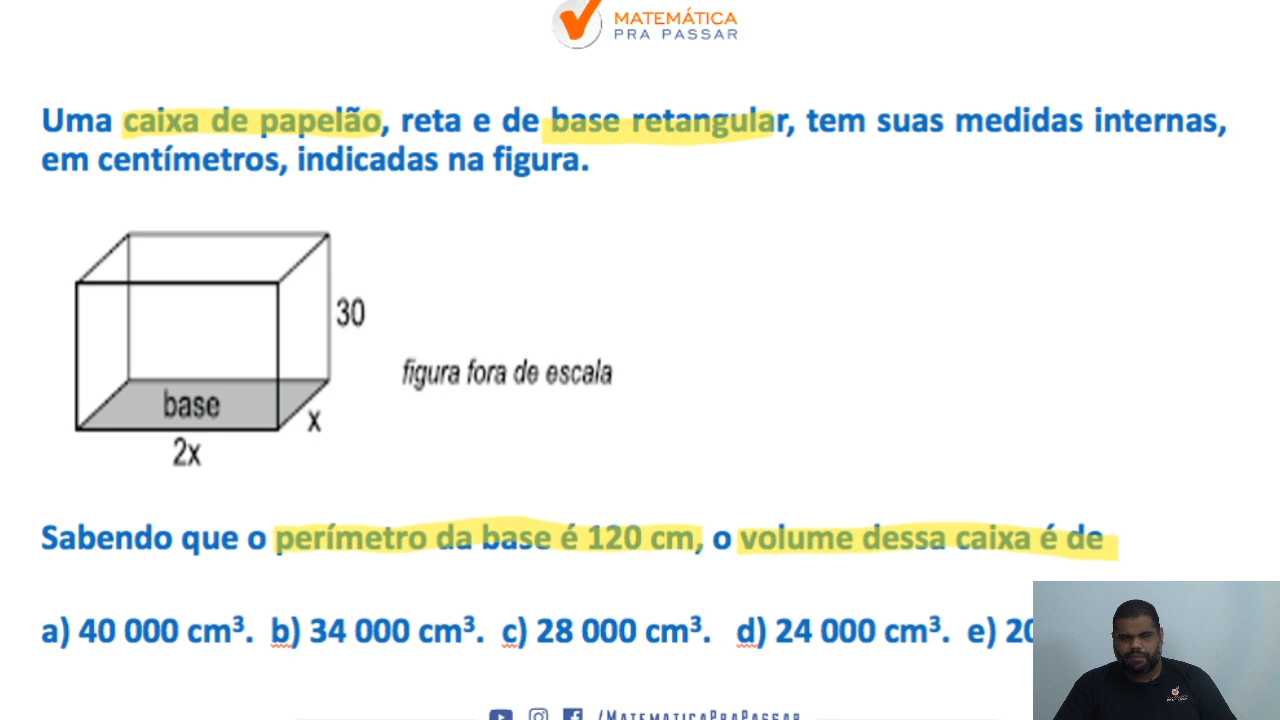 MATEMÁTICA
PRA PASSAR
Uma caixa de papelão, reta e de base retangular, tem suas medidas internas,
em centímetros, indicadas na figura.
30
figura fora de escala
base
x
2x
Sabendo que o perímetro da base é 120 cm, o volume dessa caixa é de
a) 40 000 cm³. b) 34 000 cm³. c) 28 000 cm³. d) 24 000 cm³. e)
/MATEMATICAPRAPASSAR